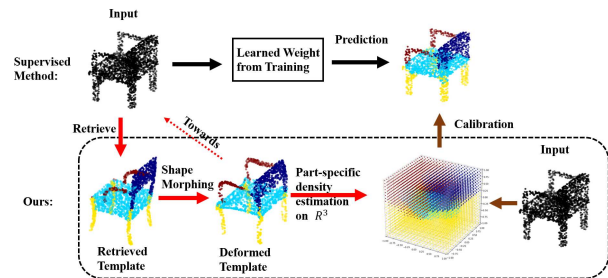 Input
Supervised
Method:
Learned Weight
from Training
Prediction
Retrieve
Towards
Calibration
Input
Shape
Morphing
Part-specific
density
estimation
on R³
Ours:
Retrieved
Template
Deformed
Template